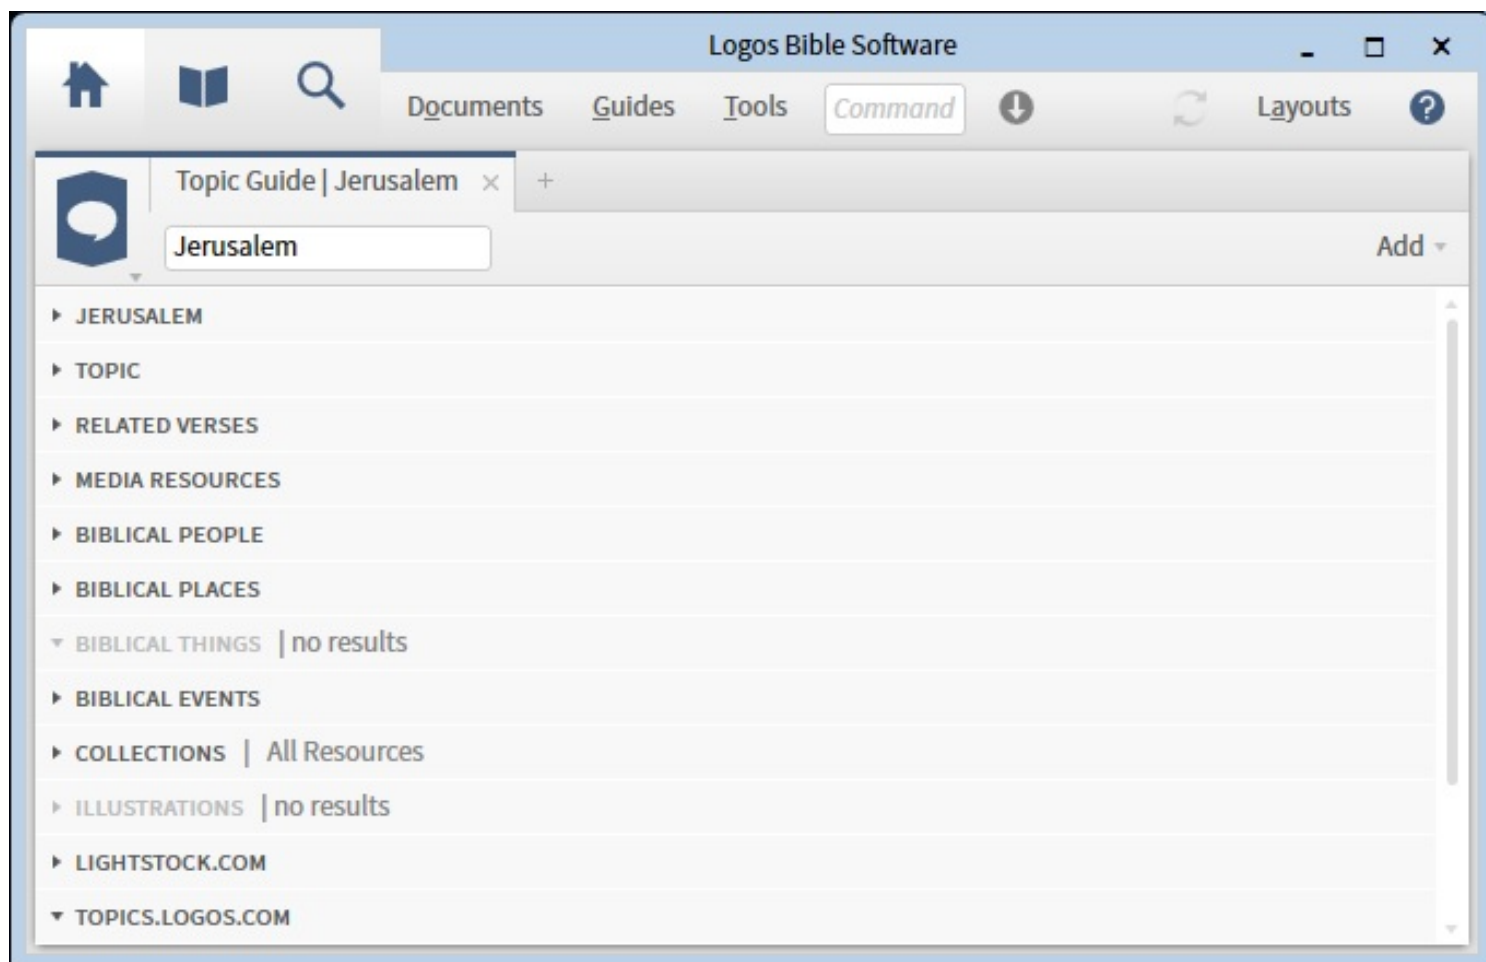 Logos Bible Software
Documents Guides Tools Command Layouts ?
Topic Guide | Jerusalem × +
Jerusalem Add
JERUSALEM
TOPIC
RELATED VERSES
MEDIA RESOURCES
BIBLICAL PEOPLE
BIBLICAL PLACES
BIBLICAL THINGS | no results
BIBLICAL EVENTS
COLLECTIONS | All Resources
ILLUSTRATIONS | no results
LIGHTSTOCK.COM
TOPICS.LOGOS.COM